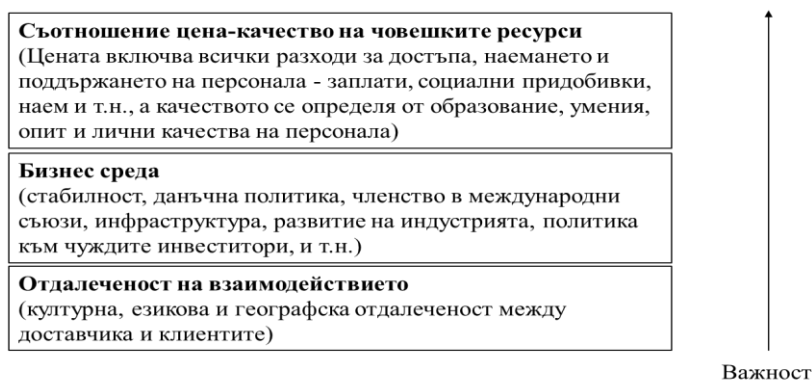 Съотношение цена-качество на човешките ресурси
(Цената включва всички разходи за достъпа, наемането и
поддържането на персонала - заплати, социални придобивки,
наем и т.н., а качеството се определя от образование, умения,
опит и лични качества на персонала)
Бизнес среда
(стабилност, данъчна политика, членство в международни
съюзи, инфраструктура, развитие на индустрията, политика
към чуждите инвеститори, и т.н.)
Отдалеченост на взаимодействието
(културна, езикова и географска отдалеченост между
доставчика и клиентите)
Важност